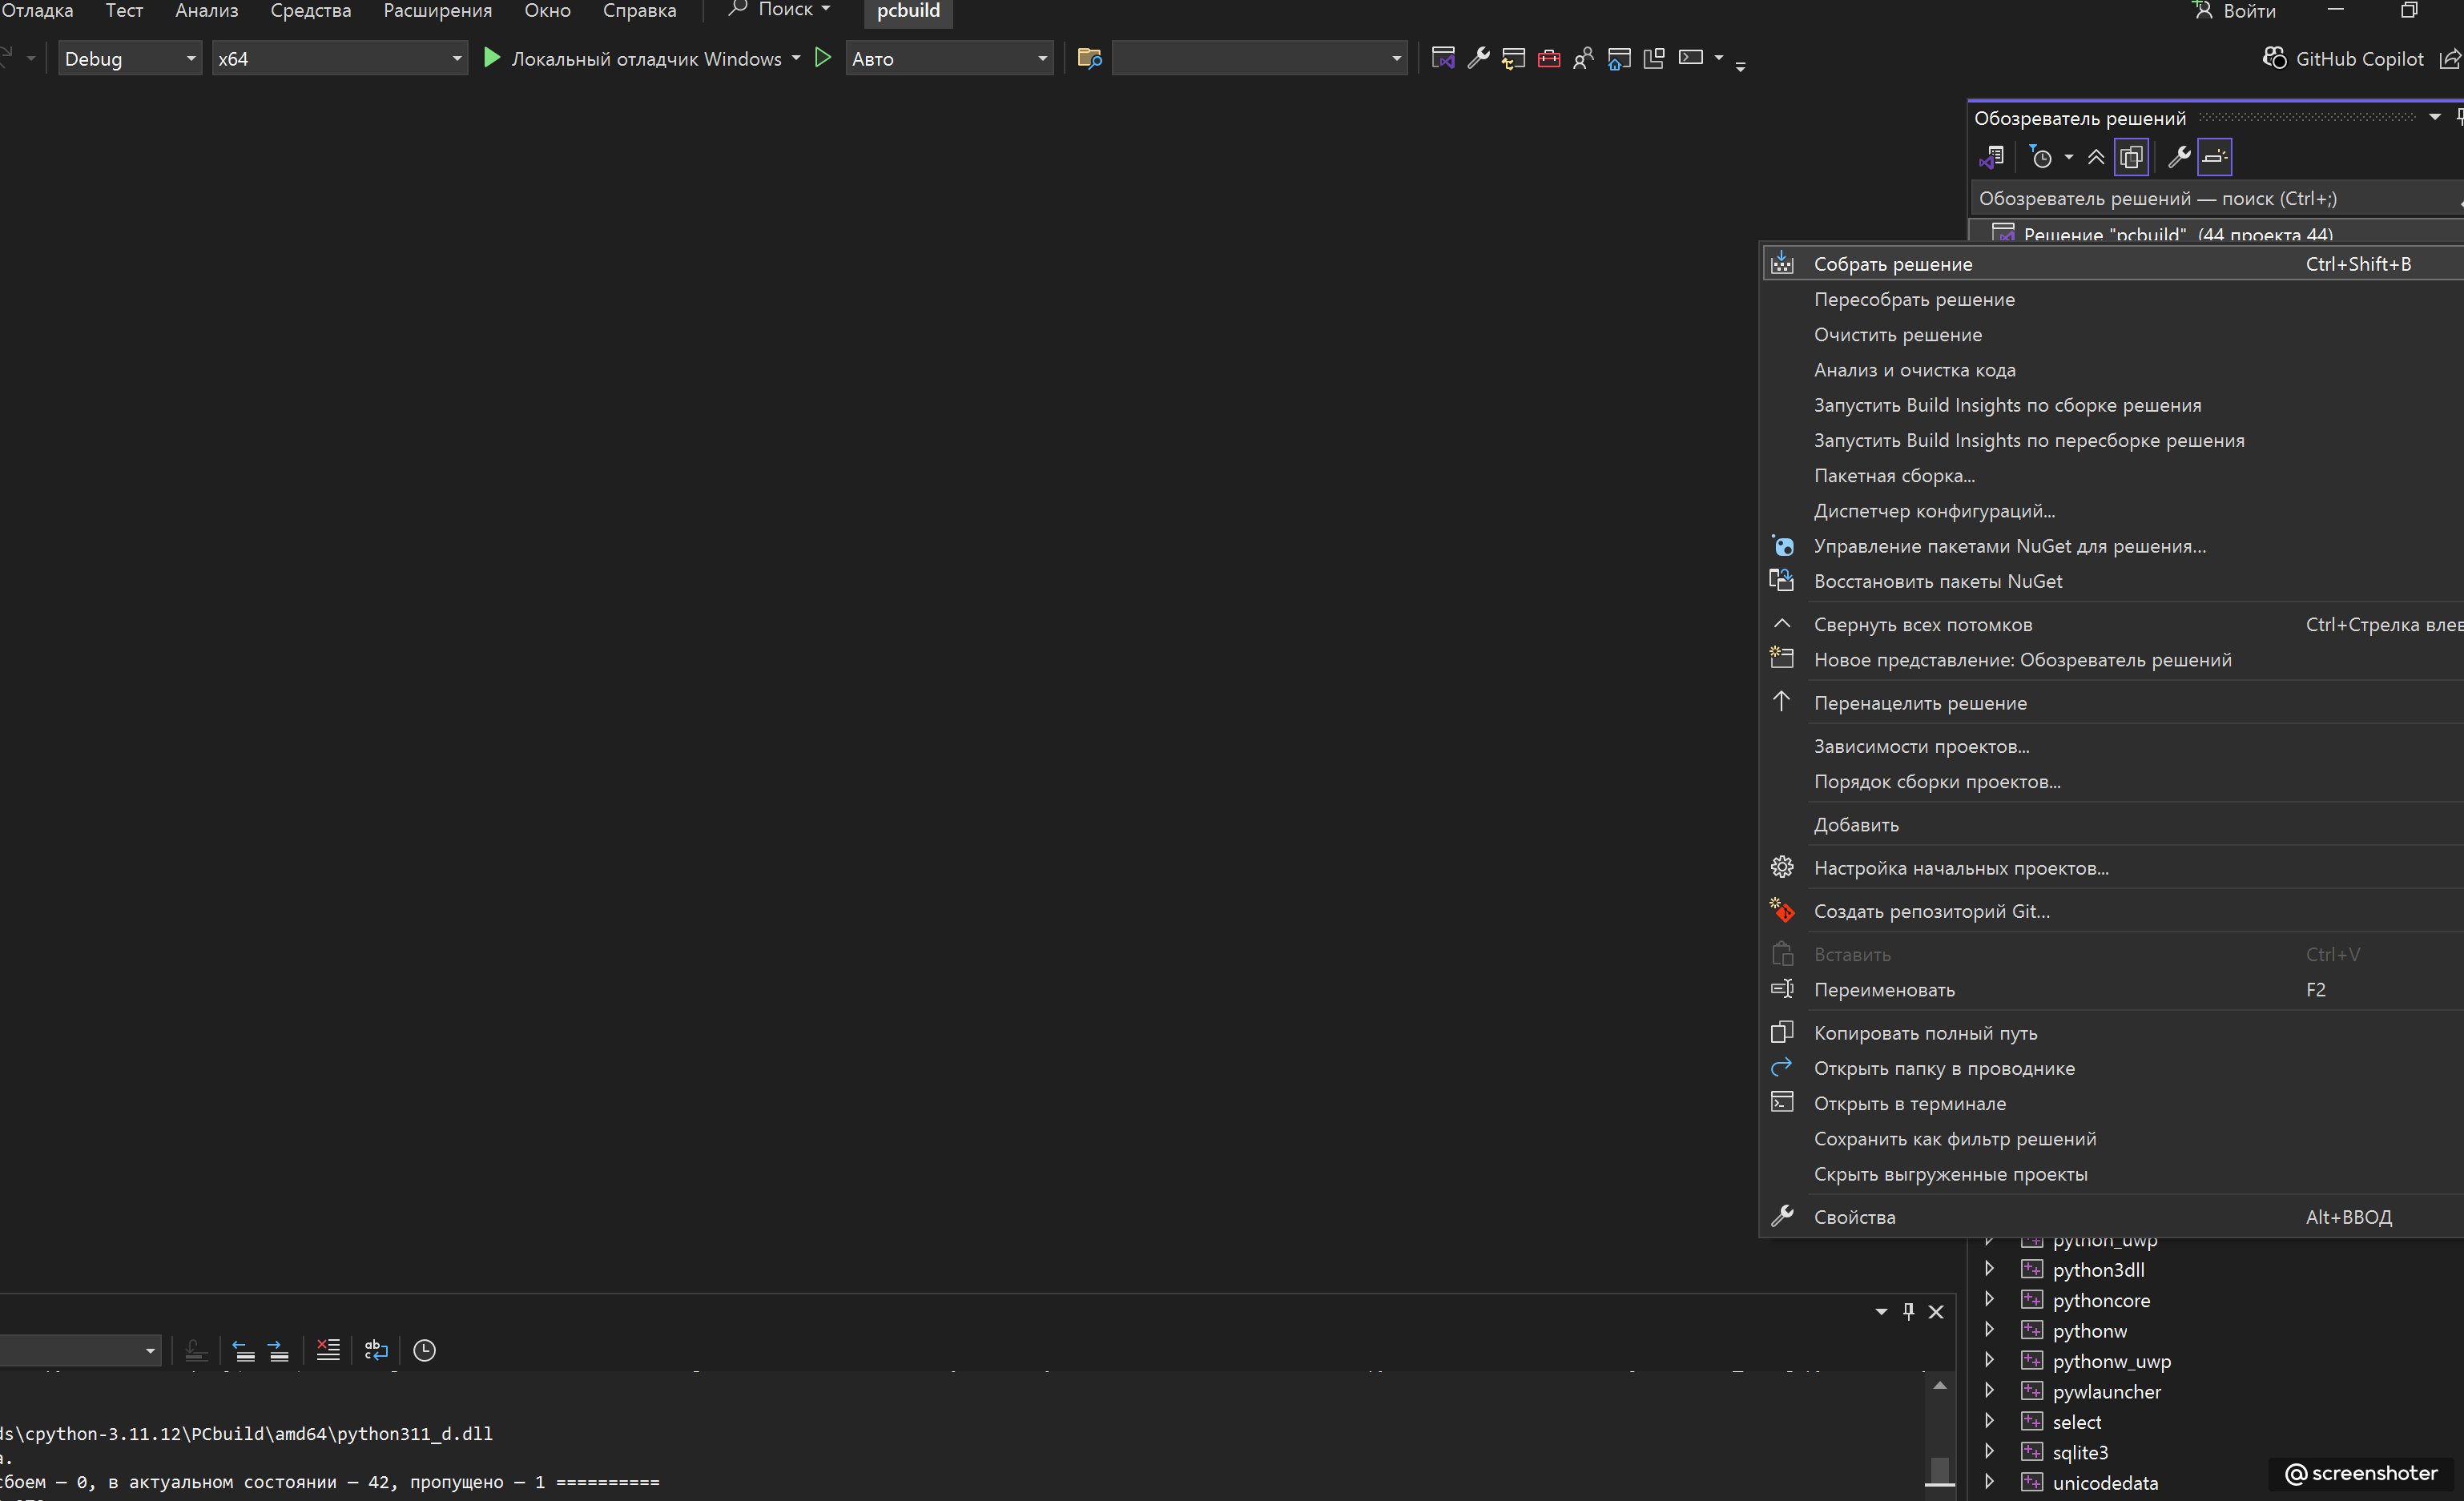 Отладка Тест Анализ Средства Расширения Окно Справка Поиск pcbuild Войти
Debug x64 Локальный отладчик Windows Авто GitHub Copilot
Обозреватель решений
Обозреватель решений — поиск (Ctrl+;)
Решение "pcbuild" (44 проекта 44)
Собрать решение Ctrl+Shift+B
Пересобрать решение
Очистить решение
Анализ и очистка кода
Запустить Build Insights по сборке решения
Запустить Build Insights по пересборке решения
Пакетная сборка...
Диспетчер конфигураций...
Управление пакетами NuGet для решения...
Восстановить пакеты NuGet
Свернуть всех потомков Ctrl+Стрелка влев
Новое представление: Обозреватель решений
Перенацелить решение
Зависимости проектов...
Порядок сборки проектов...
Добавить
Настройка начальных проектов...
Создать репозиторий Git...
Вставить Ctrl+V
Переименовать F2
Копировать полный путь
Открыть папку в проводнике
Открыть в терминале
Сохранить как фильтр решений
Скрыть выгруженные проекты
Свойства Alt+ВВОД
python_uwp
python3dll
pythoncore
pythonw
pythonw_uwp
pywlauncher
select
sqlite3
unicodedata
ds\cpython-3.11.12\PCbuild\amd64\python311_d.dll
а.
сбоем — 0, в актуальном состоянии — 42, пропущено — 1 ==========
@screenshoter